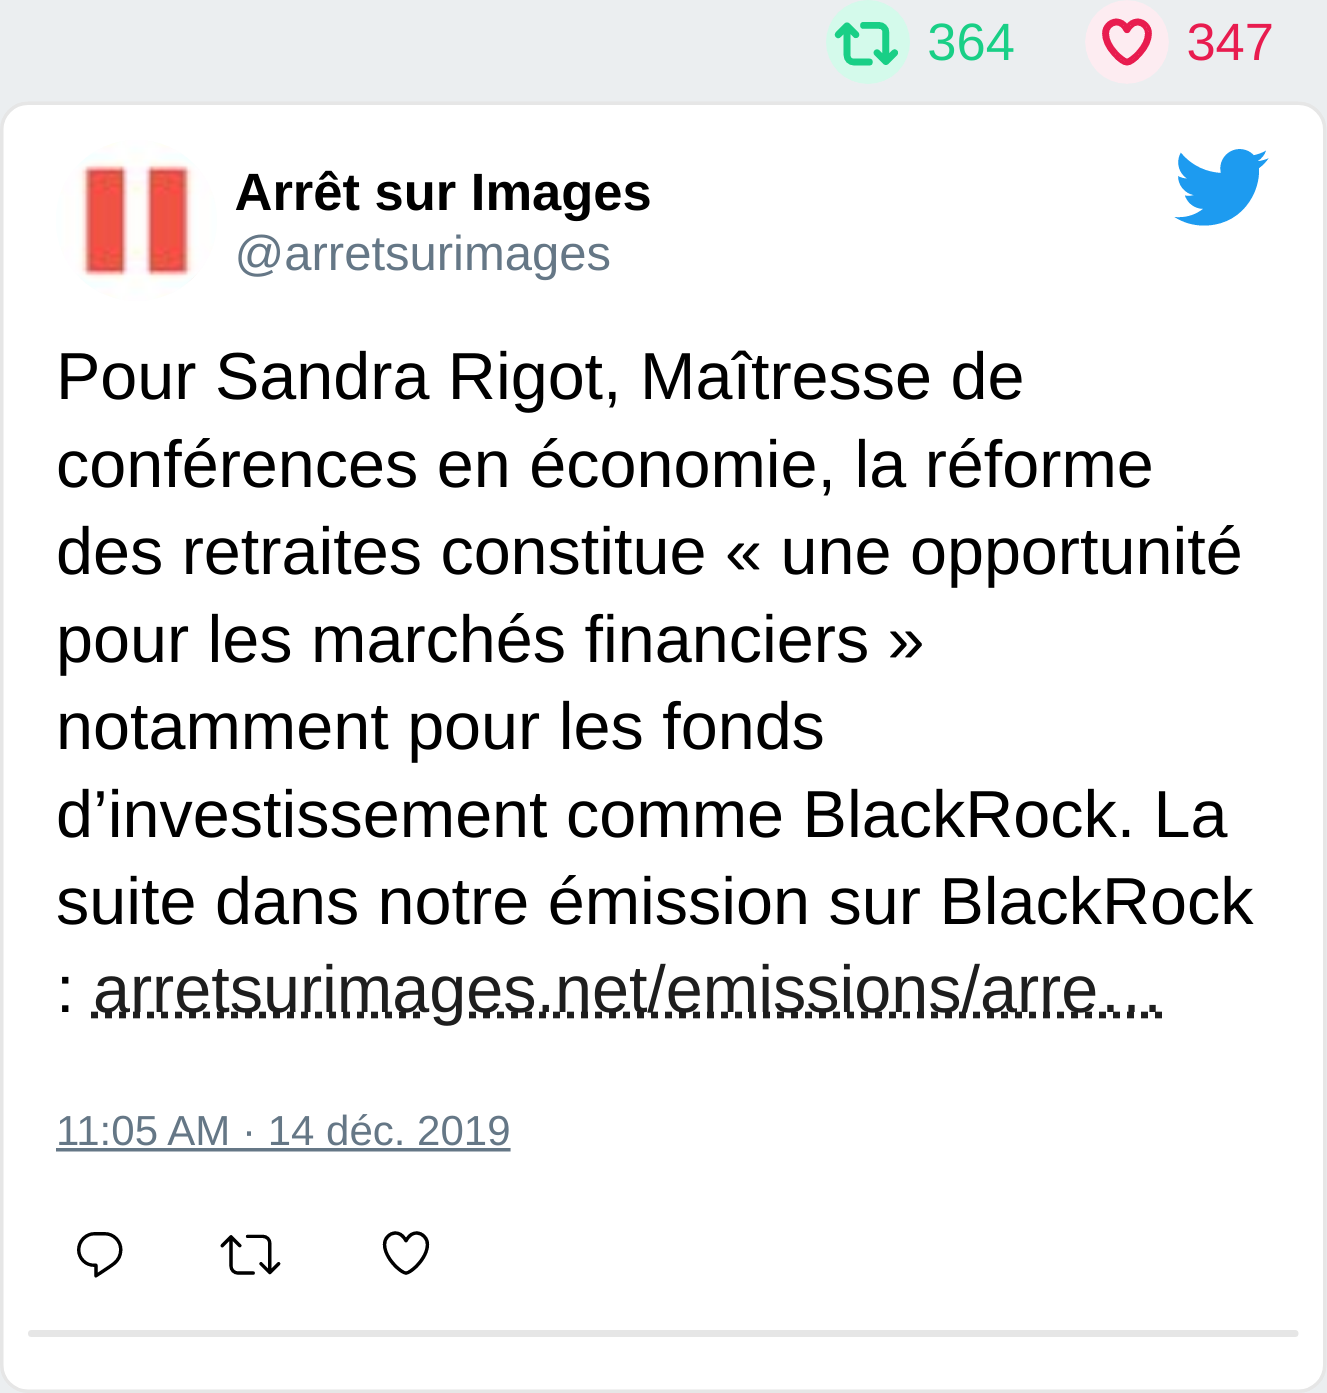 364 347
Arrêt sur Images
@arretsurimages
Pour Sandra Rigot, Maîtresse de
conférences en économie, la réforme
des retraites constitue « une opportunité
pour les marchés financiers »
notamment pour les fonds
d’investissement comme BlackRock. La
suite dans notre émission sur BlackRock
: arretsurimages.net/emissions/arre…
11:05 AM · 14 déc. 2019